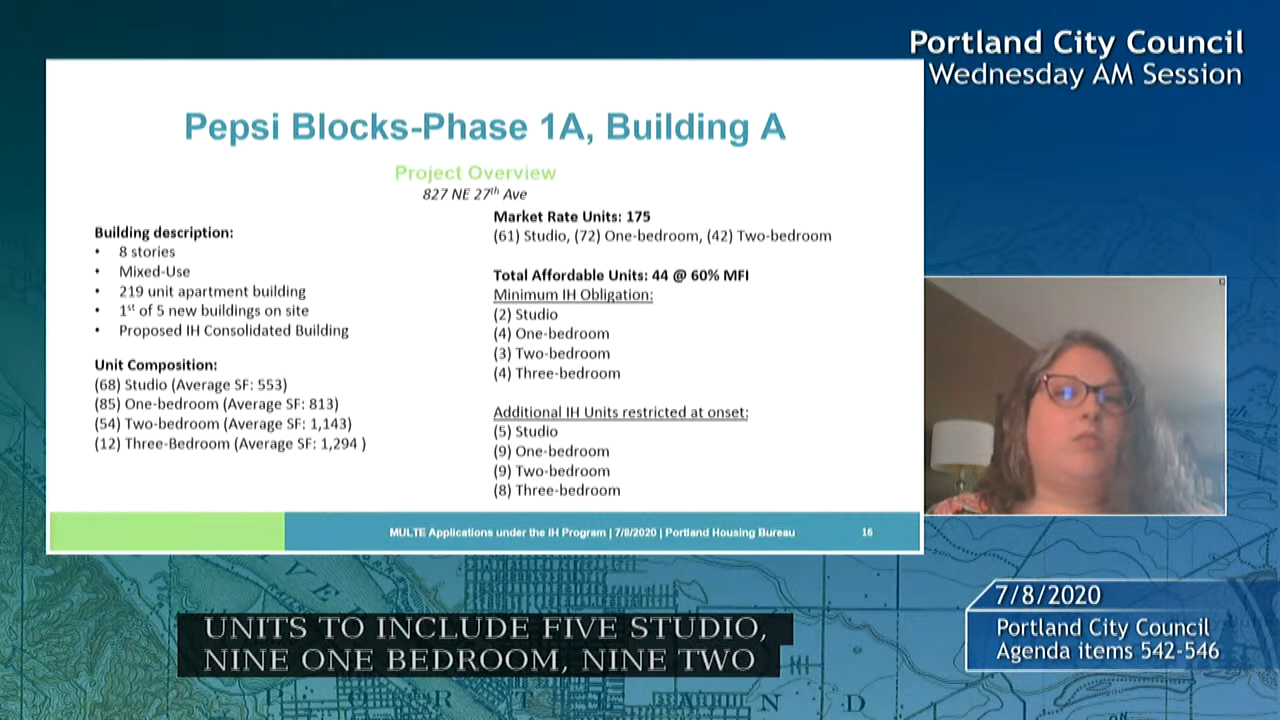 Portland City Council
Wednesday AM Session
Pepsi Blocks-Phase 1A, Building A
Project Overview
827 NE 27th Ave
Building description:
• 8 stories
• Mixed-Use
• 219 unit apartment building
• 1st of 5 new buildings on site
• Proposed IH Consolidated Building
Unit Composition:
(68) Studio (Average SF: 553)
(85) One-bedroom (Average SF: 813)
(54) Two-bedroom (Average SF: 1,143)
(12) Three-Bedroom (Average SF: 1,294 )
Market Rate Units: 175
(61) Studio, (72) One-bedroom, (42) Two-bedroom
Total Affordable Units: 44 @ 60% MFI
Minimum IH Obligation:
(2) Studio
(4) One-bedroom
(3) Two-bedroom
(4) Three-bedroom
Additional IH Units restricted at onset:
(5) Studio
(9) One-bedroom
(9) Two-bedroom
(8) Three-bedroom
MULTE Applications under the IH Program | 7/8/2020 | Portland Housing Bureau 16
7/8/2020
Portland City Council
Agenda items 542-546
UNITS TO INCLUDE FIVE STUDIO,
NINE ONE BEDROOM, NINE TWO